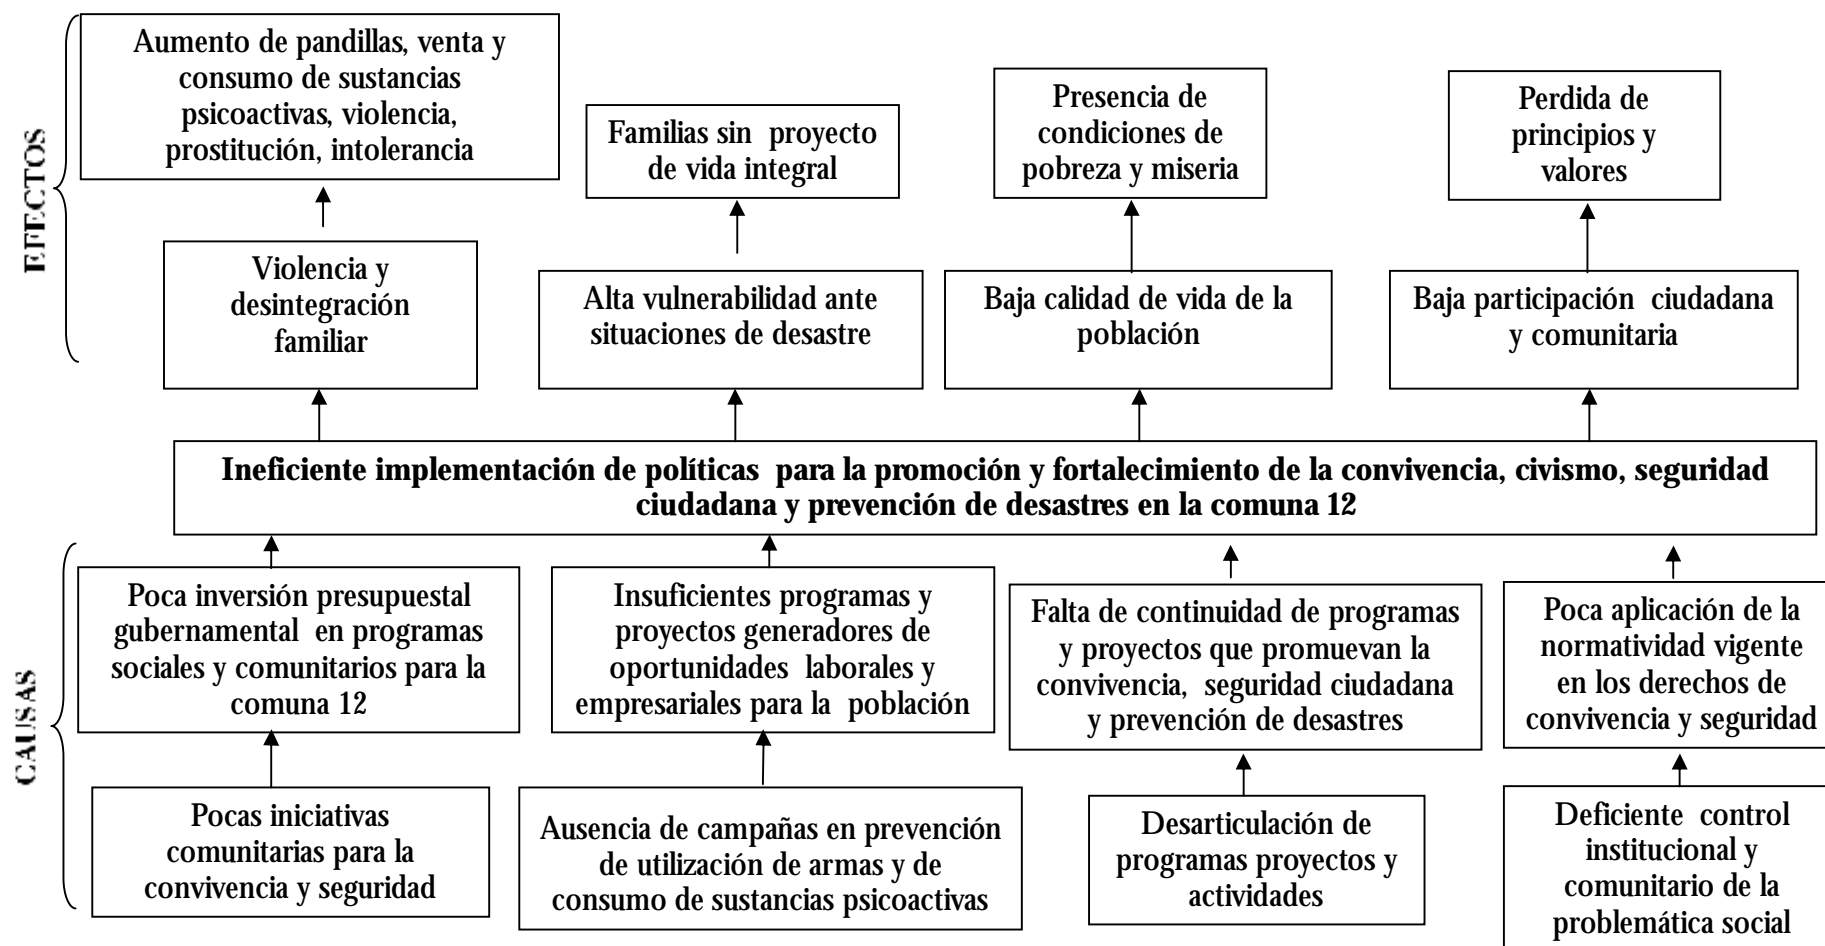 EFECTOS
Aumento de pandillas, venta y
consumo de sustancias
psicoactivas, violencia,
prostitución, intolerancia
Familias sin proyecto
de vida integral
Presencia de
condiciones de
pobreza y miseria
Perdida de
principios y
valores
Violencia y
desintegración
familiar
Alta vulnerabilidad ante
situaciones de desastre
Baja calidad de vida de la
población
Baja participación ciudadana
y comunitaria
Ineficiente implementación de políticas para la promoción y fortalecimiento de la convivencia, civismo, seguridad
ciudadana y prevención de desastres en la comuna 12
CAUSAS
Poca inversión presupuestal
gubernamental en programas
sociales y comunitarios para la
comuna 12
Insuficientes programas y
proyectos generadores de
oportunidades laborales y
empresariales para la población
Falta de continuidad de programas
y proyectos que promuevan la
convivencia, seguridad ciudadana
y prevención de desastres
Poca aplicación de la
normatividad vigente
en los derechos de
convivencia y seguridad
Pocas iniciativas
comunitarias para la
convivencia y seguridad
Ausencia de campañas en prevención
de utilización de armas y de
consumo de sustancias psicoactivas
Desarticulación de
programas proyectos y
actividades
Deficiente control
institucional y
comunitario de la
problemática social